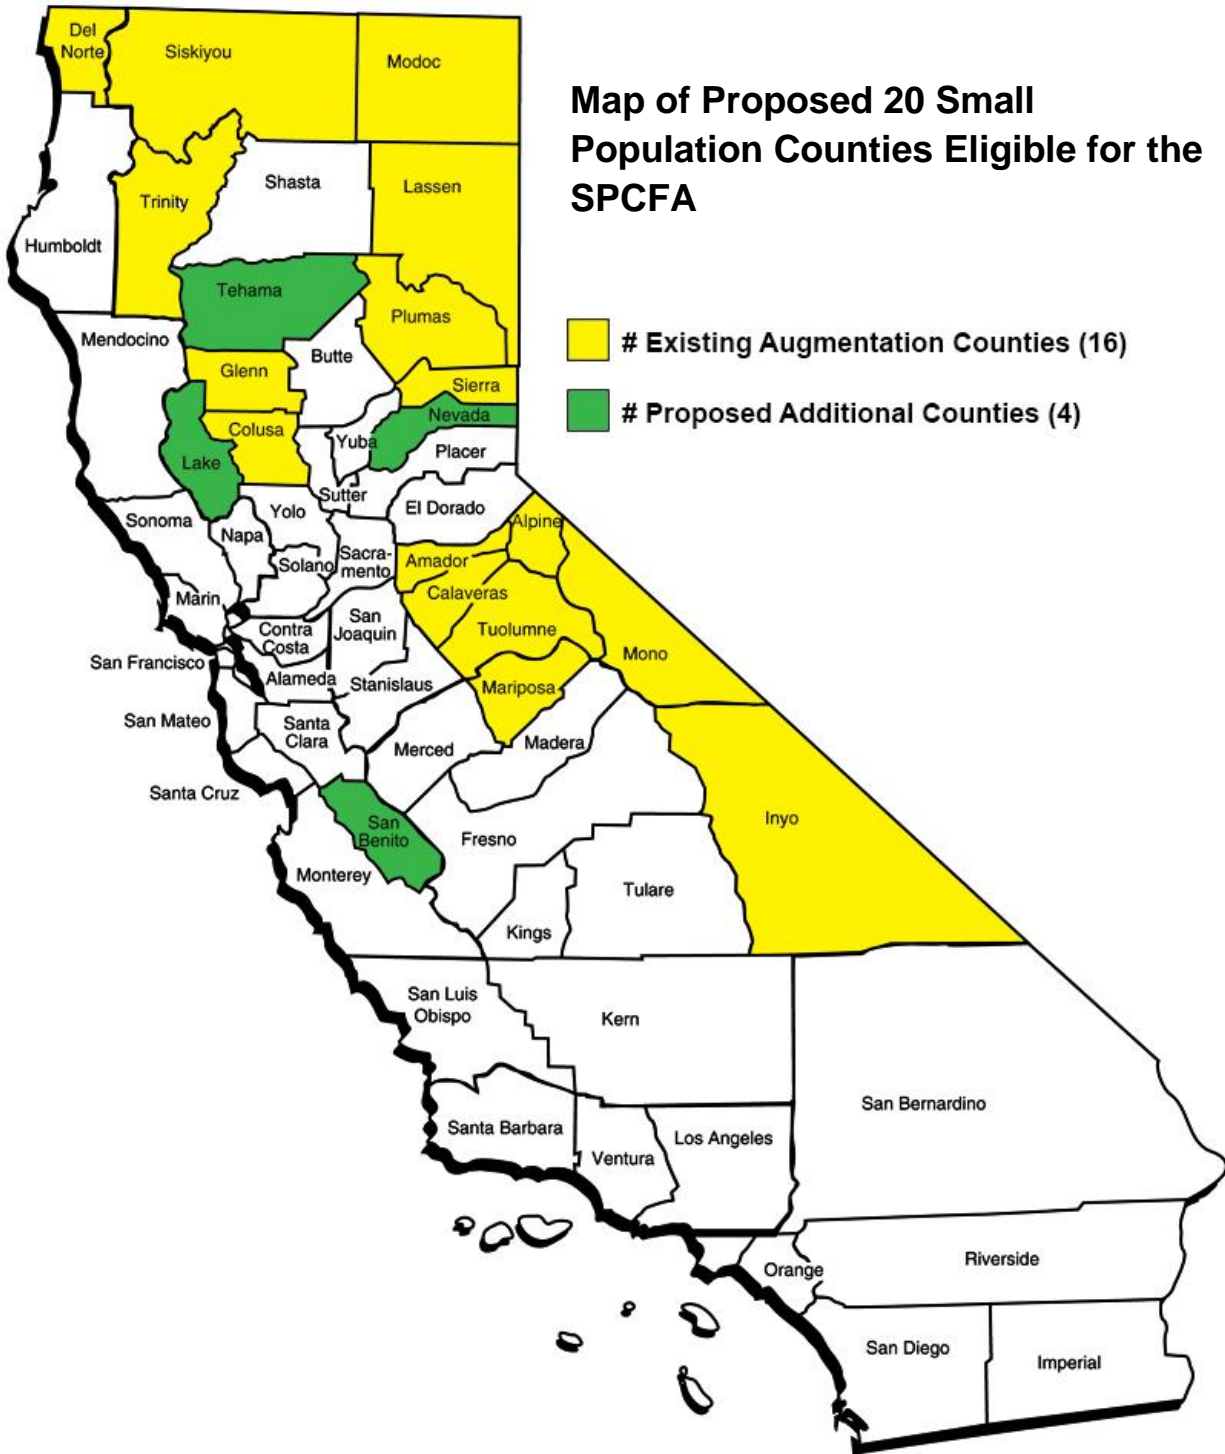 Map of Proposed 20 Small
Population Counties Eligible for the
SPCFA
# Existing Augmentation Counties (16)
# Proposed Additional Counties (4)
Del
Norte
Siskiyou
Modoc
Shasta
Lassen
Trinity
Humboldt
Tehama
Plumas
Mendocino
Butte
Glenn
Sierra
Nevada
Colusa
Yuba
Placer
Lake
Sutter
El Dorado
Yolo
Sonoma
Napa
Alpine
Sacra-
mento
Amador
Solano
Calaveras
Marin
San
Joaquin
Contra
Costa
Tuolumne
Mono
San Francisco
Alameda
Stanislaus
Mariposa
San Mateo
Santa
Clara
Merced
Madera
Santa Cruz
Inyo
San
Benito
Fresno
Monterey
Tulare
Kings
San Luis
Obispo
Kern
San Bernardino
Santa Barbara
Los Angeles
Ventura
Riverside
Orange
San Diego
Imperial